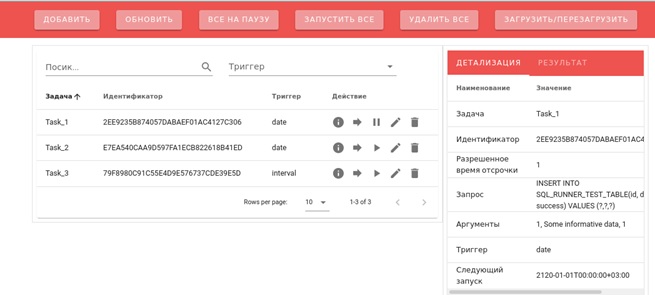 ДОБАВИТЬ ОБНОВИТЬ ВСЕ НА ПАУЗУ ЗАПУСТИТЬ ВСЕ УДАЛИТЬ ВСЕ ЗАГРУЗИТЬ/ПЕРЕЗАГРУЗИТЬ
Посик... Триггер
Задача Идентификатор Триггер Действие
Task_1 2EE9235B874057DABAEF01AC4127C306 date
Task_2 E7EA540CAA9D597FA1ECB822618B41ED date
Task_3 79F8980C91C55E4D9E576737CDE39E5D interval
Rows per page: 10 1-3 of 3
ДЕТАЛИЗАЦИЯ РЕЗУЛЬТАТ
Наименование Значение
Задача Task_1
Идентификатор 2EE9235B874057DABAEF01AC4
Разрешенное
время отсрочки 1
Запрос INSERT INTO
SQL_RUNNER_TEST_TABLE(id, d
success) VALUES (?,?,?)
Аргументы 1, Some informative data, 1
Триггер date
Следующий
запуск 2120-01-01T00:00:00+03:00